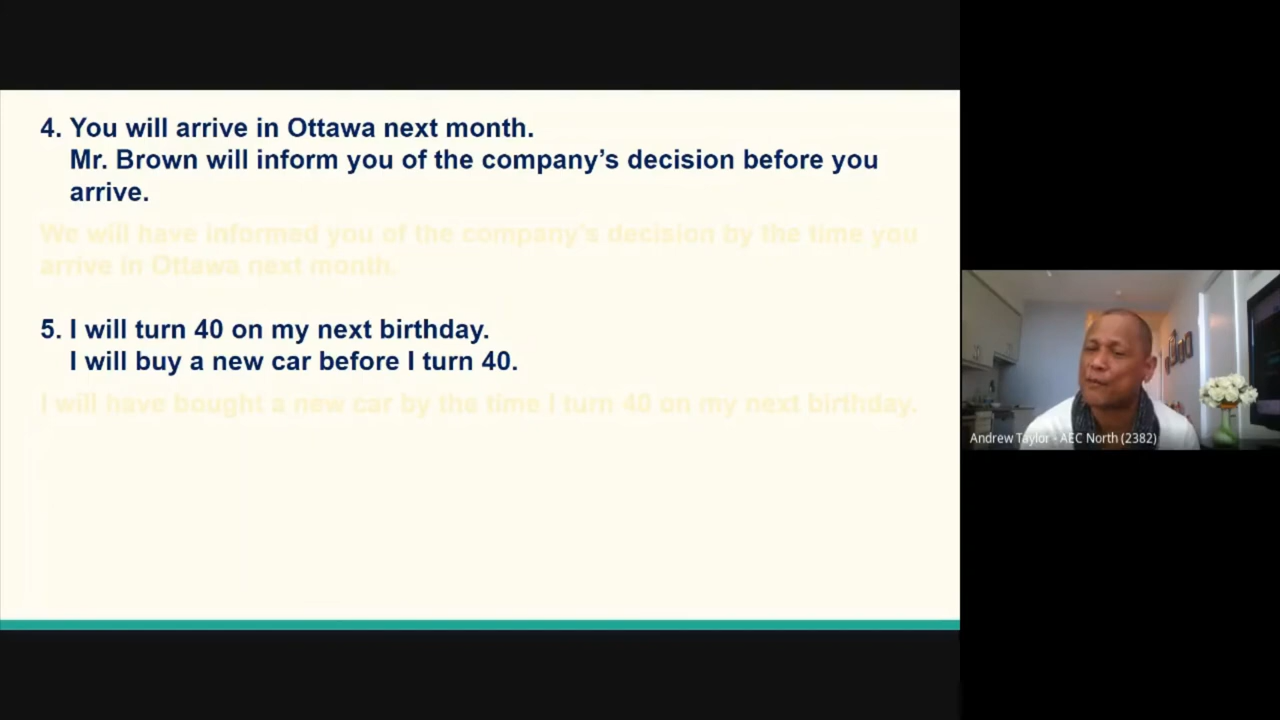 4. You will arrive in Ottawa next month.
Mr. Brown will inform you of the company's decision before you
arrive.
We will have informed you of the company's decision by the time you
arrive in Ottawa next month.
5. I will turn 40 on my next birthday.
I will buy a new car before I turn 40.
I will have bought a new car by the time I turn 40 on my next birthday.
Andrew Taylor - AEC North (2382)